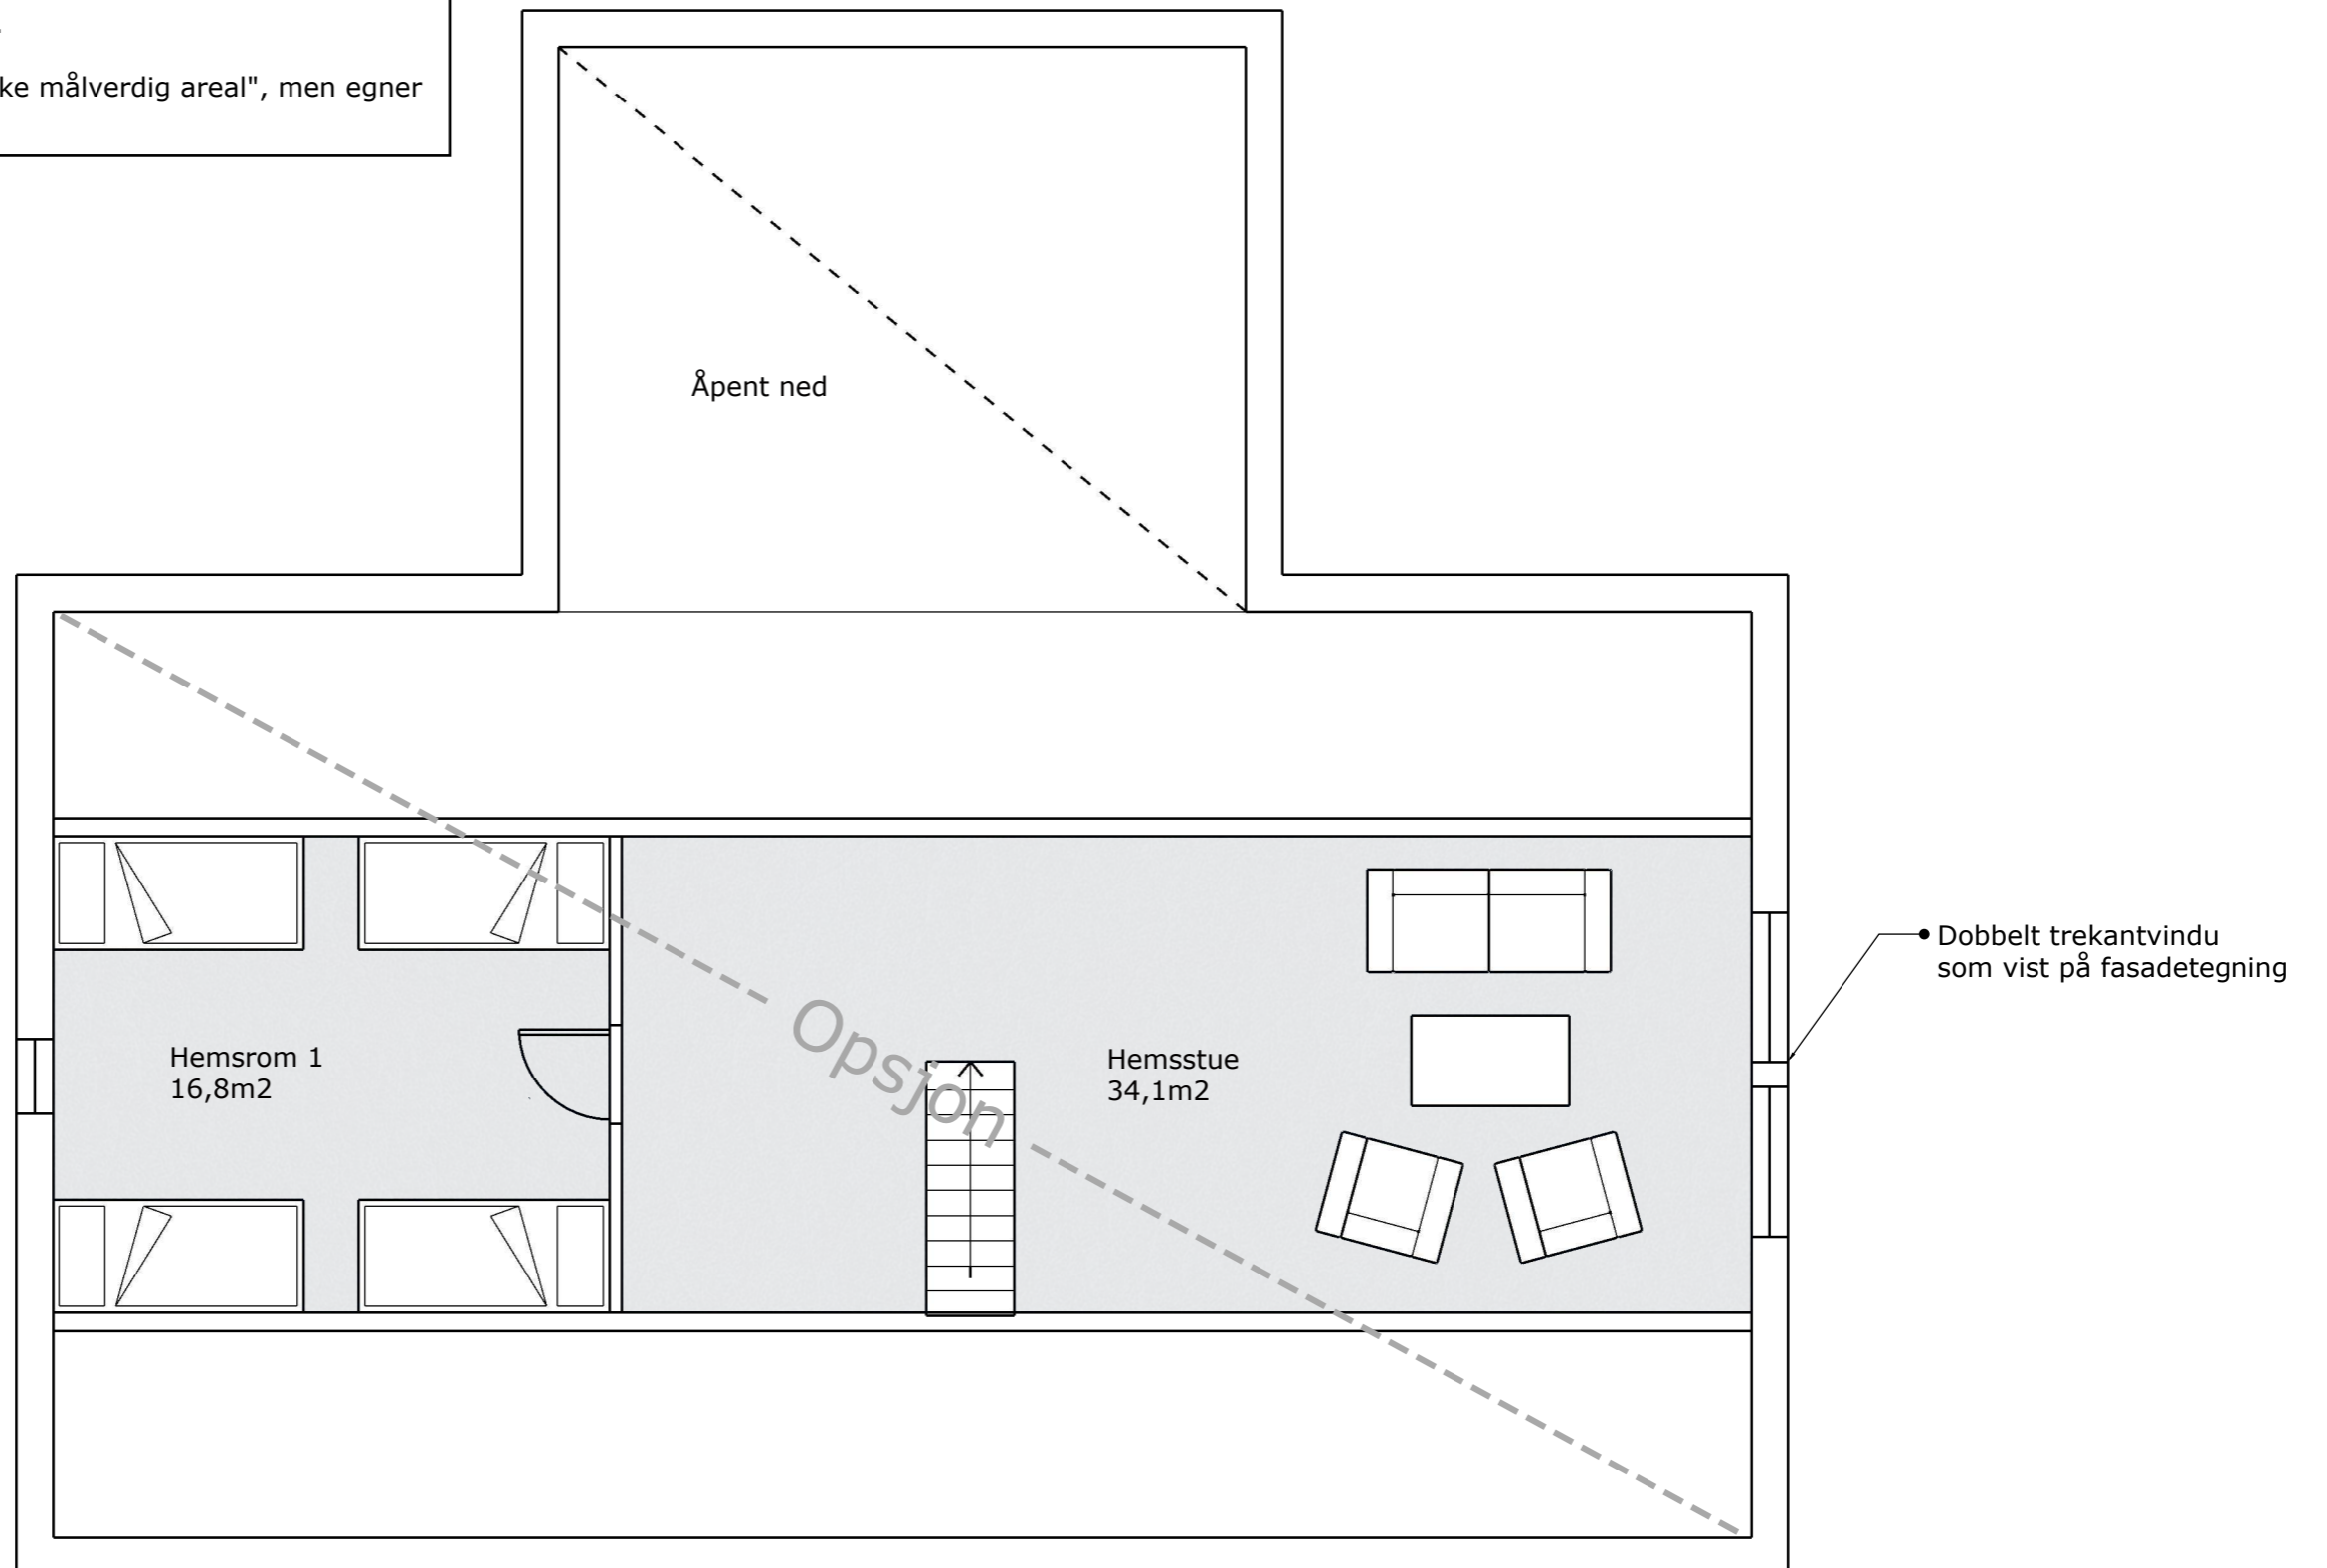 målverdig areal", men egner
Åpent ned
Dobbelt trekantvindu
som vist på fasadetegning
Opsjon
Hemsrom 1
16,8m2
Hemsstue
34,1m2